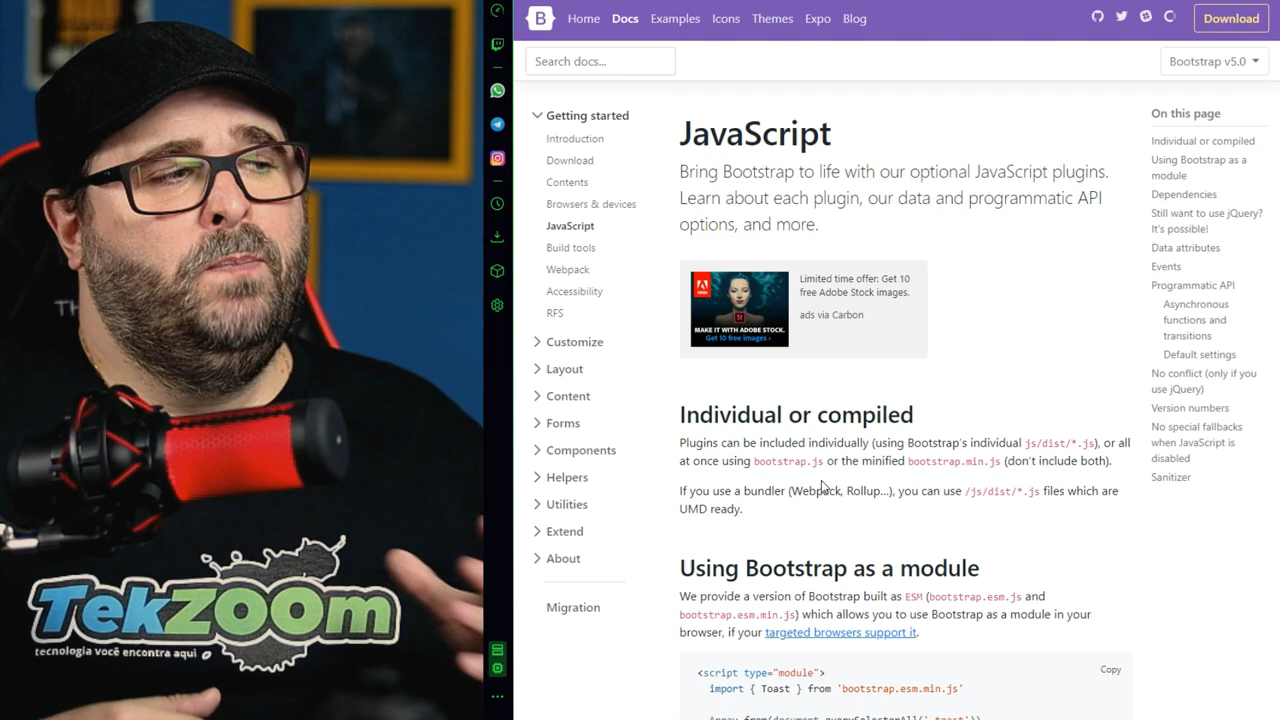 TH
TekZOOm
tecnologia você encontra aqui
B Home Docs Examples Icons Themes Expo Blog Download
Search docs...
Bootstrap v5.0
Getting started
Introduction
Download
Contents
Browsers & devices
JavaScript
Build tools
Webpack
Accessibility
RFS
Customize
Layout
Content
Forms
Components
Helpers
Utilities
Extend
About
Migration
JavaScript
Bring Bootstrap to life with our optional JavaScript plugins.
Learn about each plugin, our data and programmatic API
options, and more.
MAKE IT WITH ADOBE STOCK.
Get 10 free images ›
St
Limited time offer: Get 10
free Adobe Stock images.
ads via Carbon
Individual or compiled
Plugins can be included individually (using Bootstrap's individual js/dist/*.js), or all
at once using bootstrap.js or the minified bootstrap.min.js (don't include both).
If you use a bundler (Webpack, Rollup...), you can use /js/dist/*.js files which are
UMD ready.
Using Bootstrap as a module
We provide a version of Bootstrap built as ESM (bootstrap.esm.js and
bootstrap.esm.min.js) which allows you to use Bootstrap as a module in your
browser, if your targeted browsers support it.
Copy
<script type="module">
import { Toast } from 'bootstrap.esm.min.js'
Array.from(document.querySelectorAll('.toast'))
On this page
Individual or compiled
Using Bootstrap as a
module
Dependencies
Still want to use jQuery?
It's possible!
Data attributes
Events
Programmatic API
Asynchronous
functions and
transitions
Default settings
No conflict (only if you
use jQuery)
Version numbers
No special fallbacks
when JavaScript is
disabled
Sanitizer